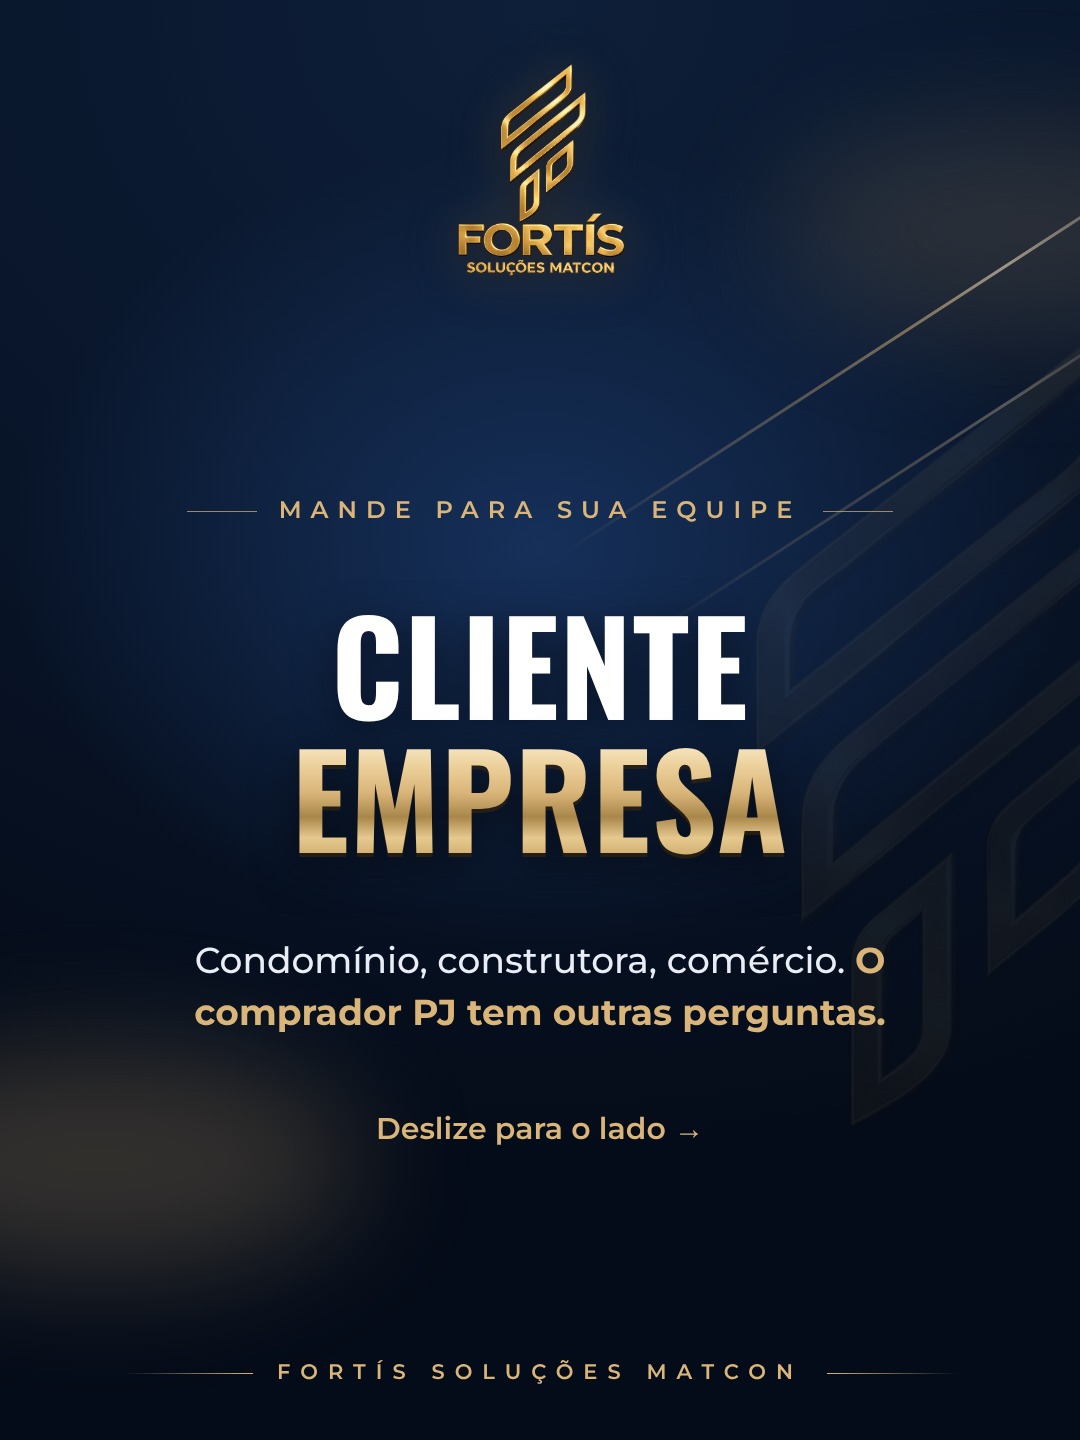 FORTÍS
SOLUÇÕES MATCON
MANDE PARA SUA EQUIPE
CLIENTE
EMPRESA
Condomínio, construtora, comércio. O
comprador PJ tem outras perguntas.
Deslize para o lado →
FORTÍS SOLUÇÕES MATCON